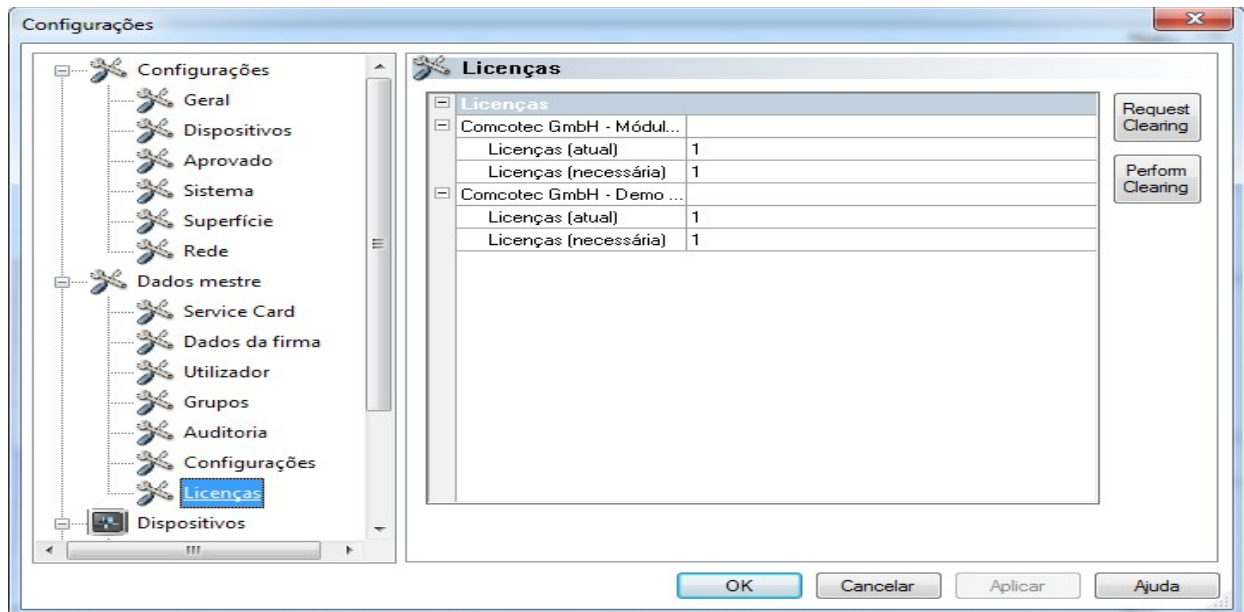 Configurações
Configurações
Geral
Dispositivos
Aprovado
Sistema
Superfície
Rede
Dados mestre
Service Card
Dados da firma
Utilizador
Grupos
Auditoria
Configurações
Licenças
Dispositivos
Licenças
Licenças
Comcotec GmbH - Módul...
Licenças (atual) 1
Licenças (necessária) 1
Comcotec GmbH - Demo ...
Licenças (atual) 1
Licenças (necessária) 1
Request
Clearing
Perform
Clearing
OK Cancelar Aplicar Ajuda